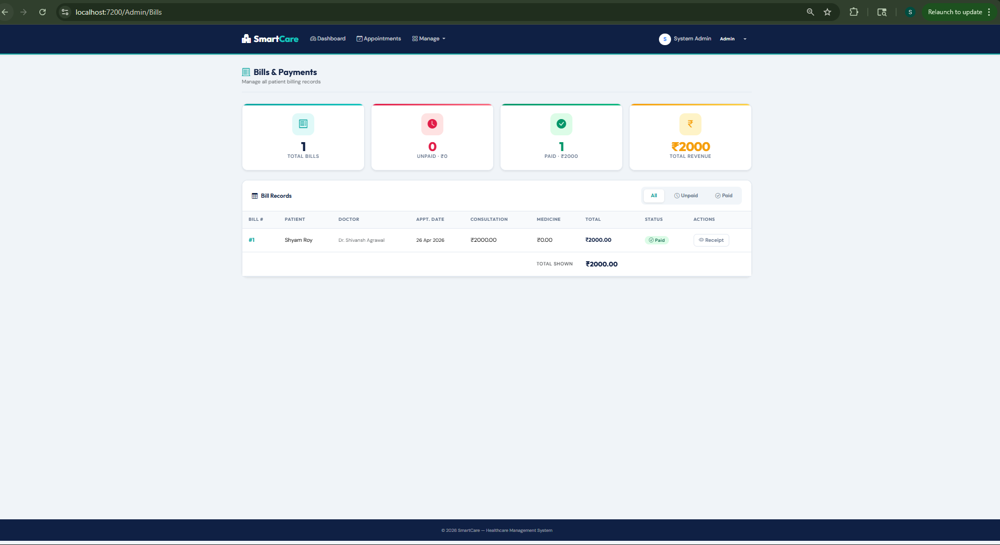 localhost:7200/Admin/Bills
S
Relaunch to update
SmartCare
Dashboard
Appointments
Manage
S
System Admin
Admin
Bills & Payments
Manage all patient billing records
1
TOTAL BILLS
0
UNPAID · ₹0
1
PAID · ₹2000
₹
₹2000
TOTAL REVENUE
Bill Records
All
Unpaid
Paid
BILL # PATIENT DOCTOR APPT. DATE CONSULTATION MEDICINE TOTAL STATUS ACTIONS
#1 Shyam Roy Dr. Shivansh Agrawal 26 Apr 2026 ₹2000.00 ₹0.00 ₹2000.00 Paid Receipt
TOTAL SHOWN ₹2000.00
© 2026 SmartCare — Healthcare Management System